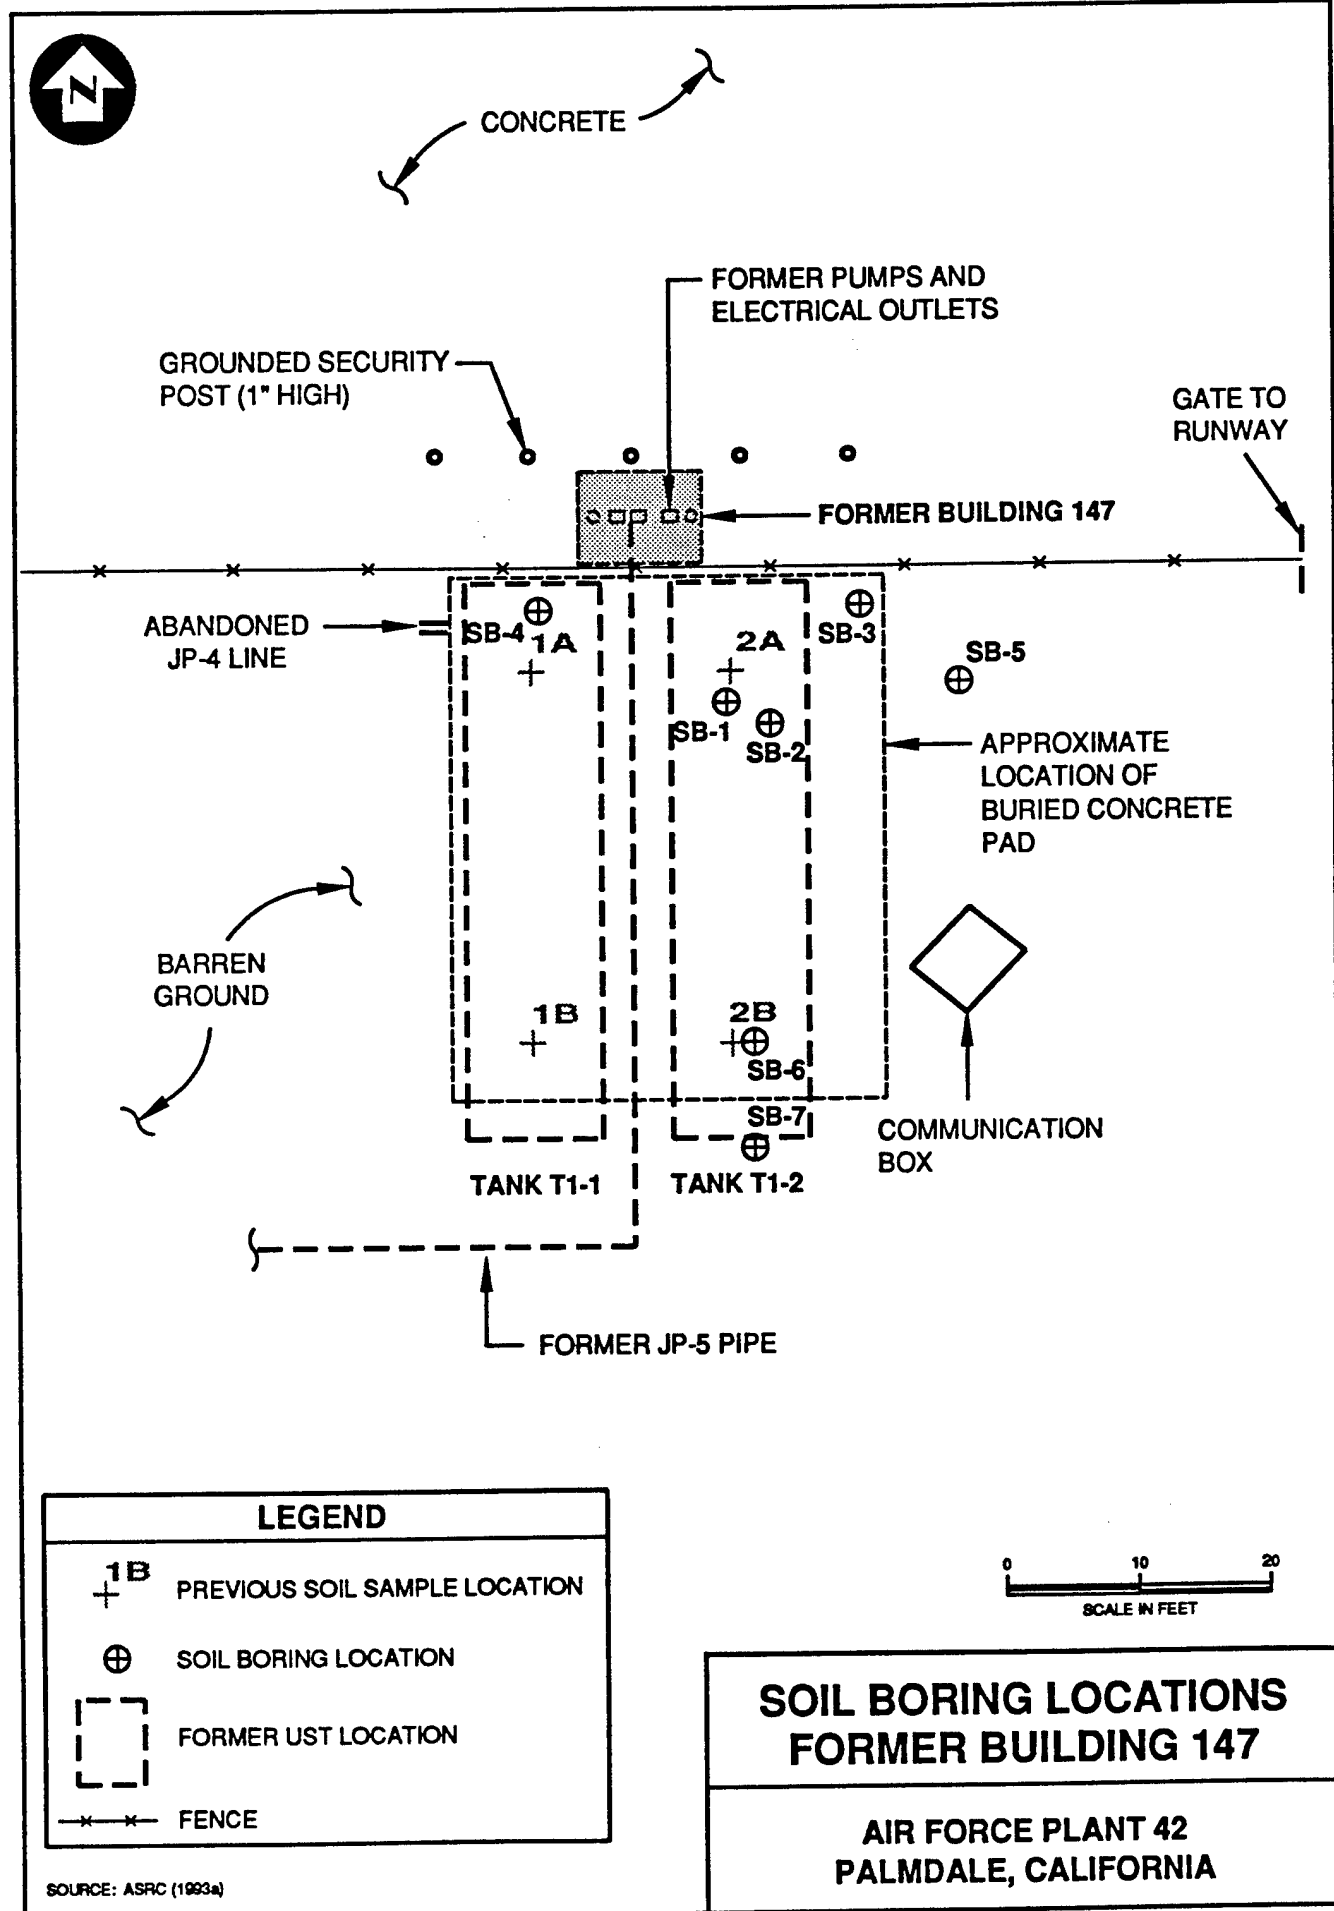 N
CONCRETE
FORMER PUMPS AND
ELECTRICAL OUTLETS
GROUNDED SECURITY
POST (1" HIGH)
GATE TO
RUNWAY
FORMER BUILDING 147
ABANDONED
JP-4 LINE
SB-4
1A
2A
SB-3
SB-5
SB-1
SB-2
APPROXIMATE
LOCATION OF
BURIED CONCRETE
PAD
BARREN
GROUND
1B
2B
SB-6
SB-7
COMMUNICATION
BOX
TANK T1-1
TANK T1-2
FORMER JP-5 PIPE
LEGEND
1B
PREVIOUS SOIL SAMPLE LOCATION
SOIL BORING LOCATION
FORMER UST LOCATION
FENCE
0 10 20
SCALE IN FEET
SOIL BORING LOCATIONS
FORMER BUILDING 147
AIR FORCE PLANT 42
PALMDALE, CALIFORNIA
SOURCE: ASRC (1993a)